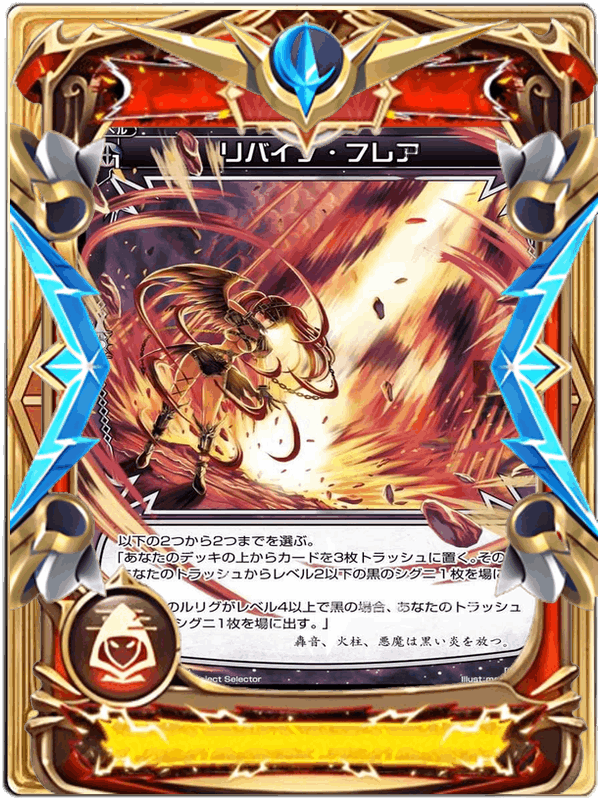 リバイブ・フレア
以下の2つから2つまでを選ぶ。
「あなたのデッキの上からカードを3枚トラッシュに置く。その
なたのトラッシュからレベル2以下の黒のシグニ1枚を場に
のルリグがレベル4以上で黒の場合、あなたのトラッシュ
シグニ1枚を場に出す。」
轟音、火柱、悪魔は黒い炎を放つ。
Selector